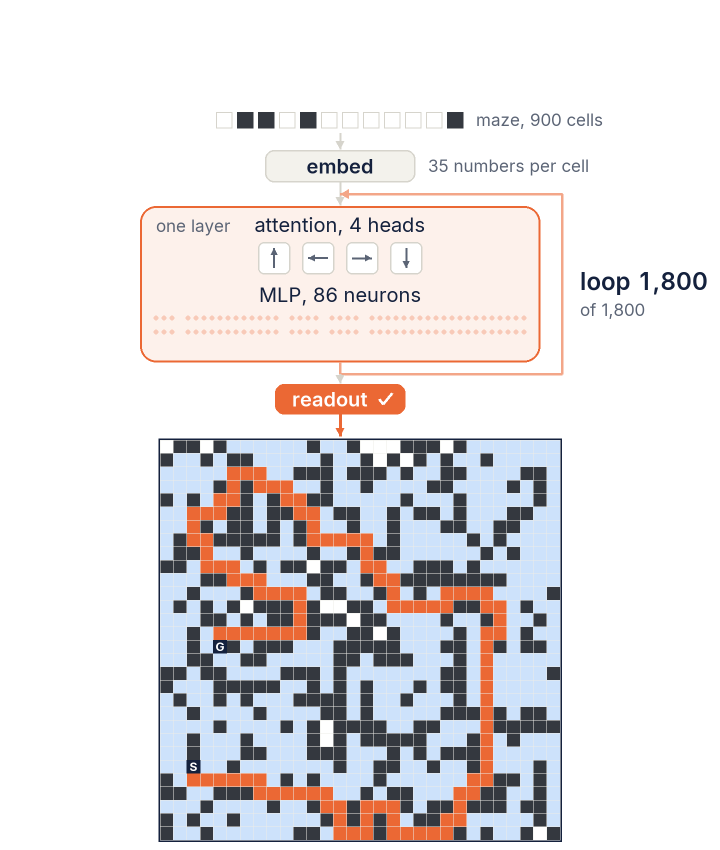 maze, 900 cells
embed
35 numbers per cell
one layer
attention, 4 heads
MLP, 86 neurons
loop 1,800
of 1,800
readout ✓
G
S